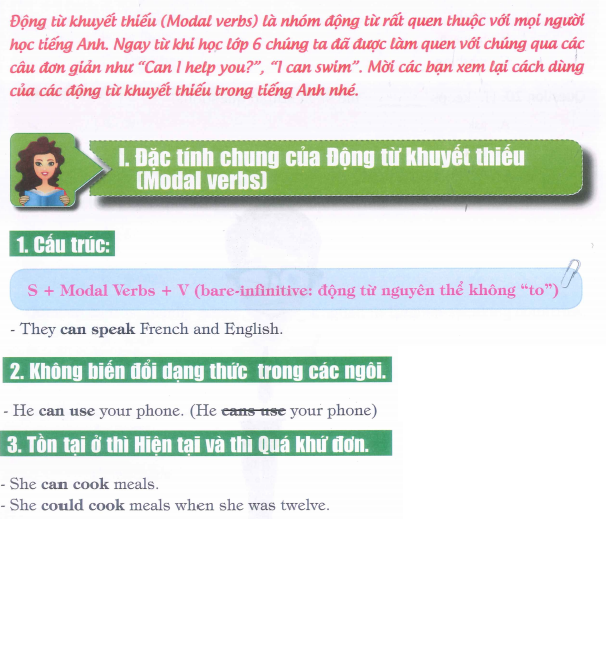 Động từ khuyết thiếu (Modal verbs) là nhóm động từ rất quen thuộc với mọi người
học tiếng Anh. Ngay từ khi học lớp 6 chúng ta đã được làm quen với chúng qua các
câu đơn giản như "Can I help you?", "I can swim". Mời các bạn xem lại cách dùng
của các động từ khuyết thiếu trong tiếng Anh nhé.
I. Đặc tính chung của Động từ khuyết thiếu
(Modal verbs)
1. Cấu trúc:
S + Modal Verbs + V (bare-infinitive: động từ nguyên thể không "to")
- They can speak French and English.
2. Không biến đổi dạng thức trong các ngôi.
- He can use your phone. (He cans use your phone)
3. Tồn tại ở thì Hiện tại và thì Quá khứ đơn.
- She can cook meals.
- She could cook meals when she was twelve.